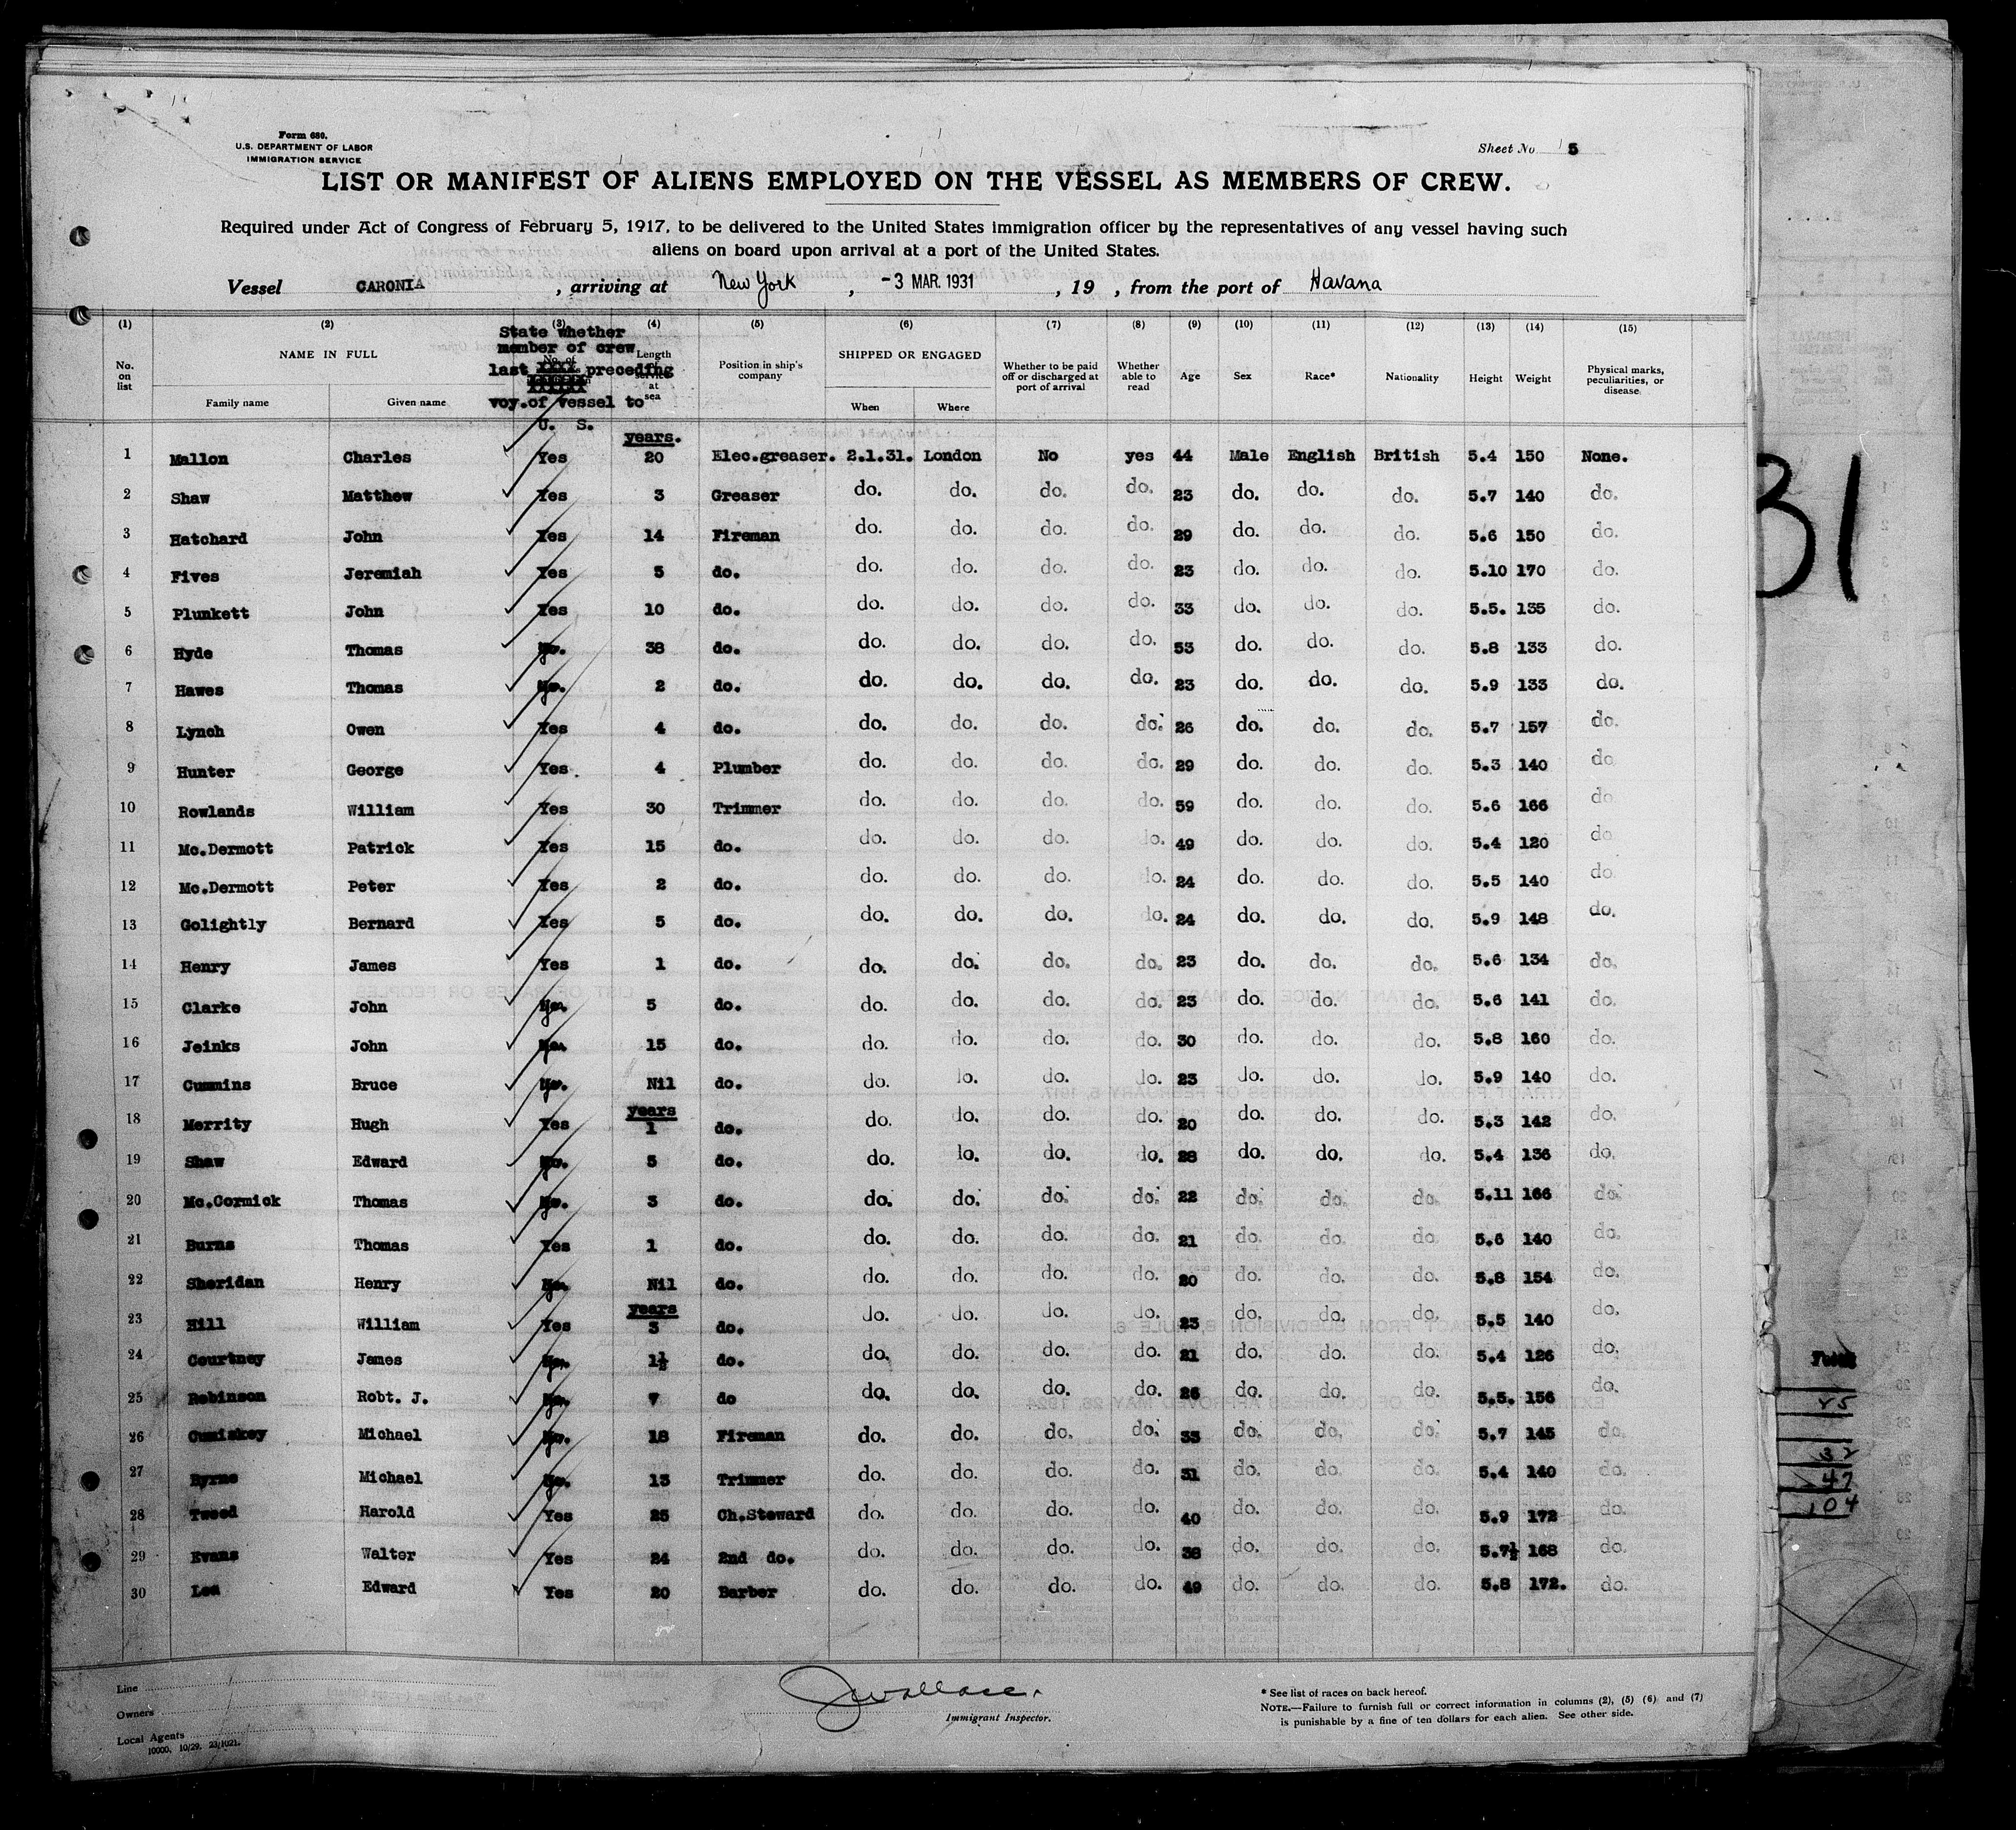 Form 680.
U.S. DEPARTMENT OF LABOR
IMMIGRATION SERVICE
Sheet No. 5
LIST OR MANIFEST OF ALIENS EMPLOYED ON THE VESSEL AS MEMBERS OF CREW.
Required under Act of Congress of February 5, 1917, to be delivered to the United States immigration officer by the representatives of any vessel having such
aliens on board upon arrival at a port of the United States.
Vessel CARONIA, arriving at New York, -3 MAR. 1931, 19 , from the port of Havana
(1) (2) (3) (4) (5) (6) (7) (8) (9) (10) (11) (12) (13) (14) (15)
No. on list NAME IN FULL Family name Given name State whether member of crew last preceding voy.of vessel to U. S. Length of service at sea Position in ship's company SHIPPED OR ENGAGED When Where Whether to be paid off or discharged at port of arrival Whether able to read Age Sex Race* Nationality Height Weight Physical marks, peculiarities, or disease
years.
1 Mallon Charles Yes 20 Elec.greaser. 2.1.31. London No yes 44 Male English British 5.4 150 None.
2 Shaw Matthew Yes 3 Greaser do. do. do. do. 23 do. do. do. 5.7 140 do.
3 Hatchard John Yes 14 Fireman do. do. do. do. 29 do. do. do. 5.6 150 do.
4 Fives Jeremiah Yes 5 do. do. do. do. do. 23 do. do. do. 5.10 170 do.
5 Plunkett John Yes 10 do. do. do. do. do. 33 do. do. do. 5.5. 135 do.
6 Hyde Thomas 38 do. do. do. do. do. 53 do. do. do. 5.8 133 do.
7 Hawes Thomas 2 do. do. do. do. do. 23 do. do. do. 5.9 133 do.
8 Lynch Owen Yes 4 do. do. do. do. do. 26 do. do. do. 5.7 157 do.
9 Hunter George Yes. 4 Plumber do. do. do. do. 29 do. do. do. 5.3 140 do
10 Rowlands William Yes 30 Trimmer do. do. do. do. 59 do. do. do. 5.6 166 do
11 Mc.Dermott Patrick Yes 15 do. do. do. do. do. 49 do. do. do. 5.4 120 do
12 Mc.Dermott Peter Yes 2 do. do. do. do. do. 24 do. do. do. 5.5 140 do
13 Golightly Bernard Yes 5 do. do. do. do. do. 24 do. do. do. 5.9 148 do.
14 Henry James Yes 1 do. do. do. do. do. 23 do. do. do. 5.6 134 do.
15 Clarke John 5 do. do. do. do. do. 23 do. do. do. 5.6 141 do.
16 Jeinks John 15 do. do. do. do. do. 30 do. do. do. 5.8 160 do.
17 Cummins Bruce Nil do. do. do. do. do. 23 do. do. do. 5.9 140 do.
years
18 Merrity Hugh Yes 1 do. do. do. do. do. 20 do. do. do. 5.3 142 do.
19 Shaw Edward 5 do. do. do. do. do. 28 do. do. do. 5.4 136 do.
20 Mc.Cormick Thomas 3 do. do. do. do. do. 22 do. do. do. 5.11 166 do.
21 Burns Thomas Yes 1 do. do. do. do. do. 21 do. do. do. 5.6 140 do.
22 Sheridan Henry Nil do. do. do. do. do. 20 do. do. do. 5.8 154 do.
years
23 Hill William Yes 3 do. do. do. do. do. 23 do. do. do. 5.5 140 do.
24 Courtney James 1½ do. do. do. do. do. 21 do. do. do. 5.4 126 do.
25 Robinson Robt. J. 7 do do. do. do. do. 26 do. do. do. 5.5. 156 do.
26 Cumiskey Michael 18 Fireman do. do. do. do. 33 do. do. do. 5.7 145 do.
27 Byrne Michael 13 Trimmer do. do. do. do. 31 do. do. do. 5.4 140 do.
28 Tweed Harold Yes 25 Ch.Steward do. do. do. do. 40 do. do. do. 5.9 172 do.
29 Evans Walter Yes 24 2nd do. do. do. do. do. 38 do. do. do. 5.7½ 168 do.
30 Lea Edward Yes 20 Barber do. do. do. do. 49 do. do. do. 5.8 172. do.
Line
Owners
Local Agents
10000. 10/29. 23/1021.
JWallace.
Immigrant Inspector.
* See list of races on back hereof.
NOTE.—Failure to furnish full or correct information in columns (2), (5) (6) and (7)
is punishable by a fine of ten dollars for each alien. See other side.
31
47
104